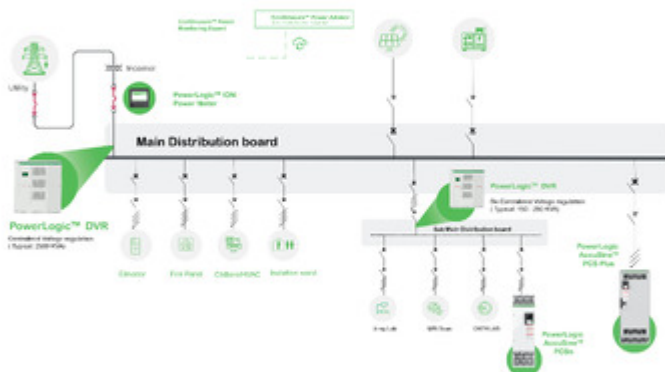 EcoStruxure™ Power
Monitoring Expert
EcoStruxure™ Power Advisor
Utility
Incomer
PowerLogic™ ION
Power Meter
Main Distribution board
PowerLogic™ DVR
Centralized Voltage regulation
( Typical: 2500 KVA)
PowerLogic™ DVR
De-Centralized Voltage regulation
( Typical: 150 - 250 KVA)
Elevator
Fire Panel
Chillers/HVAC
Isolation ward
Sub Main Distribution board
X-ray Lab
MRI Scan
CATH LAB
PowerLogic
AccuSine™
PCSn
PowerLogic
AccuSine™
PCS Plus